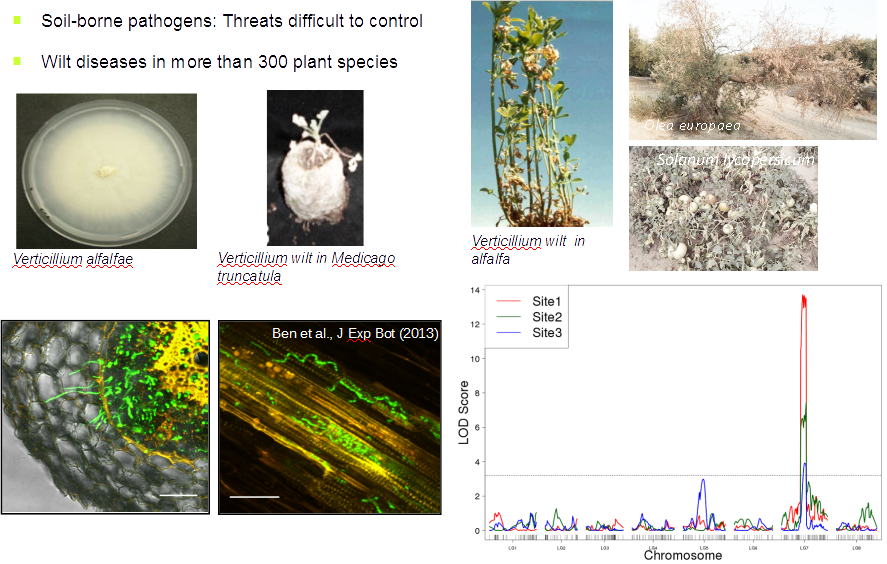 Soil-borne pathogens: Threats difficult to control
Wilt diseases in more than 300 plant species
Verticillium alfalfae
Verticillium wilt in Medicago
truncatula
Verticillium wilt in
alfalfa
Olea europaea
Solanum lycopersicum
Ben et al., J Exp Bot (2013)
Site1
Site2
Site3
LOD Score
14
12
10
8
6
4
2
0
LG1 LG2 LG3 LG4 LG5 LG6 LG7 LG8
Chromosome